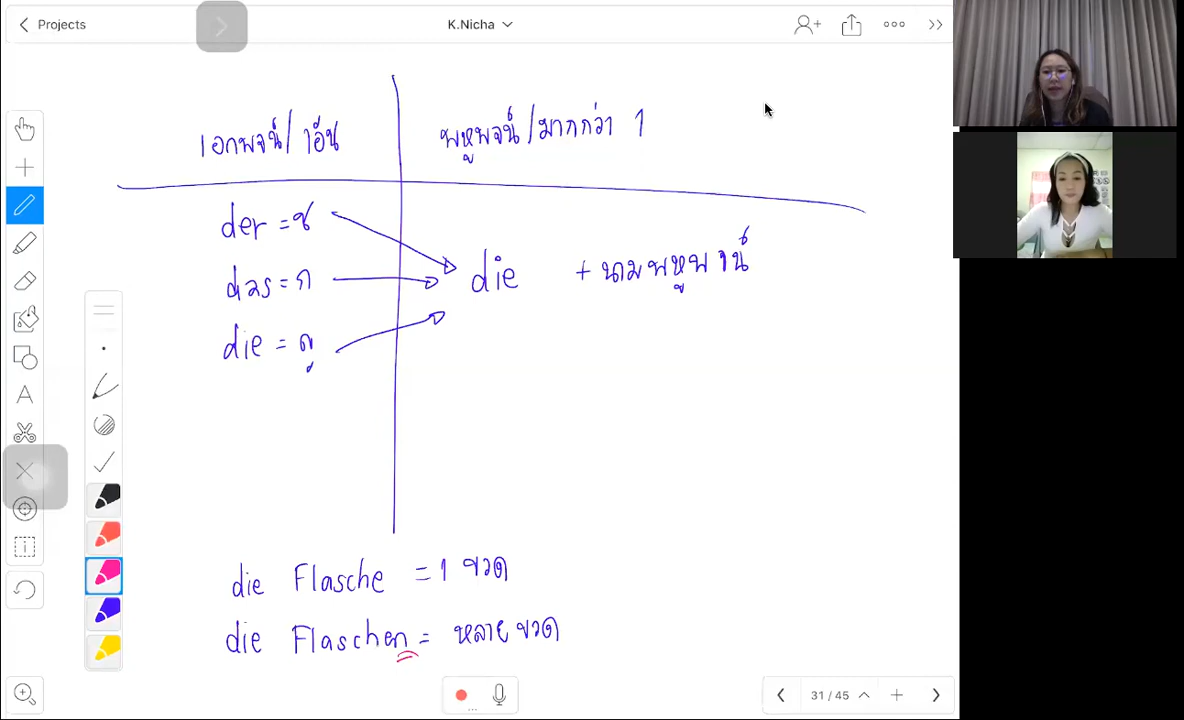 Projects
K.Nicha
เอกพจน์/ 1อัน
พหูพจน์/มากกว่า 1
der = ช
das = ก
die = ญ
die + นามพหูพจน์
die Flasche = 1 ขวด
die Flaschen = หลายขวด
31 / 45